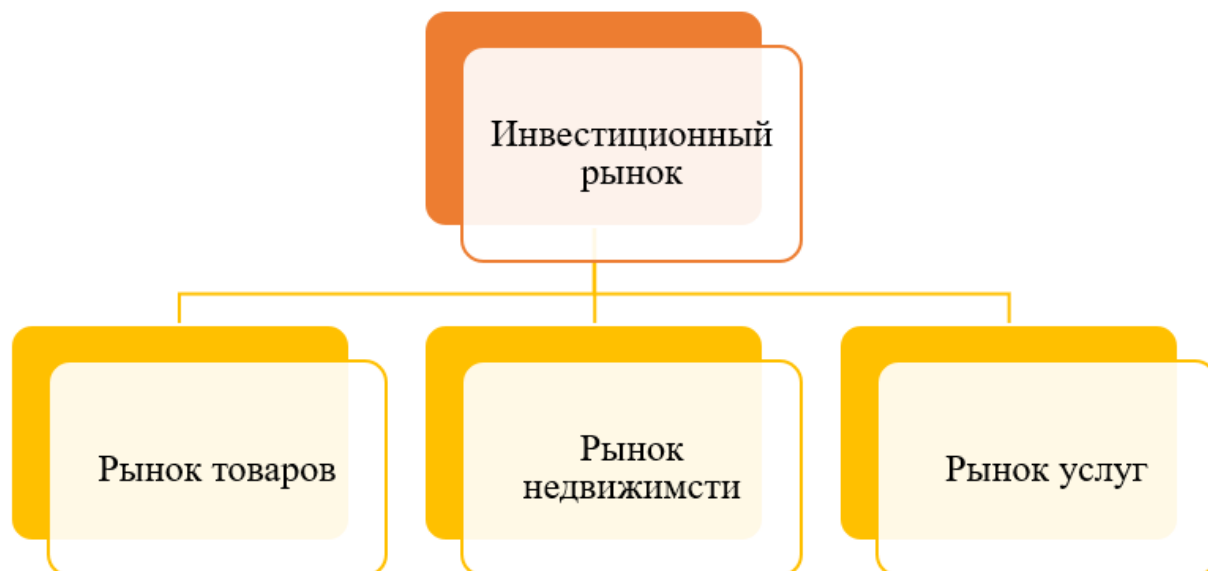 Инвестиционный
рынок
Рынок товаров
Рынок
недвижимсти
Рынок услуг